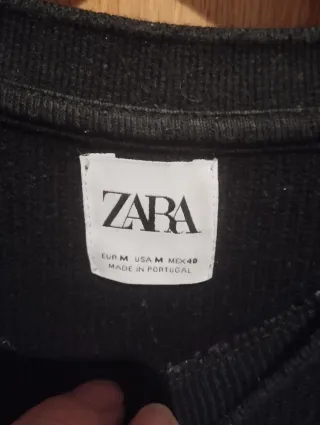 ZARA
EUR M USA M MEX 40
MADE IN PORTUGAL